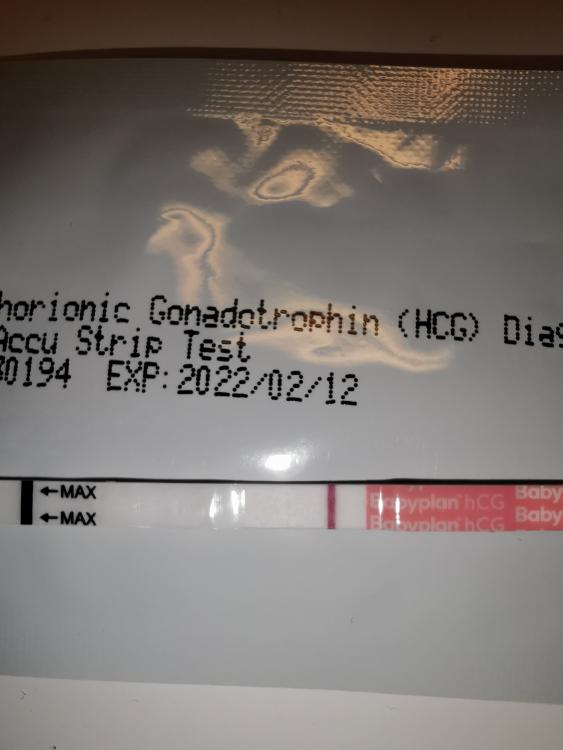 horionic Gonadotrophin (HCG) Diag
Accu Strip Test
0194 EXP:2022/02/12
←MAX
←MAX
Babyplan hCG Baby
Babyplan hCG Baby